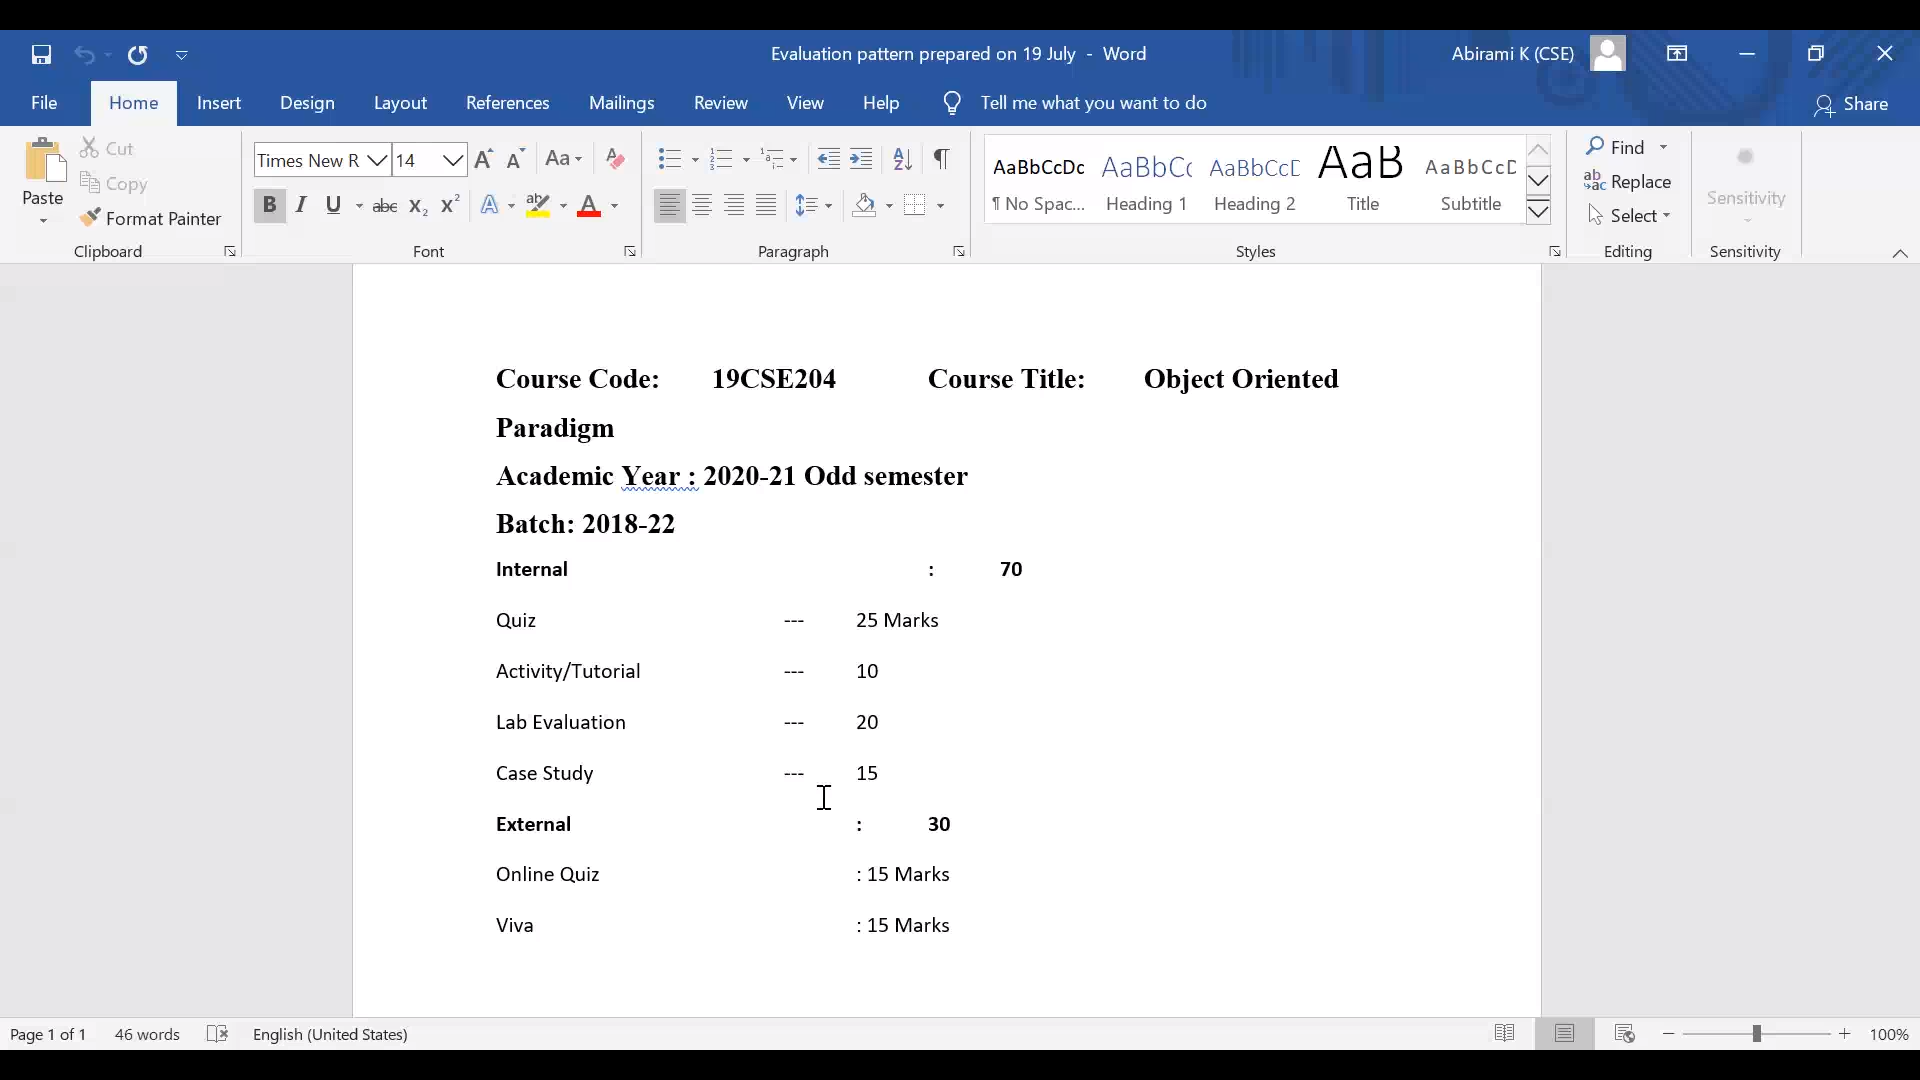 Evaluation pattern prepared on 19 July - Word
Abirami K (CSE)
File Home Insert Design Layout References Mailings Review View Help Tell me what you want to do Share
Paste
Cut
Copy
Format Painter
Clipboard
Times New R 14
Aa
B I U abc X₂ X² A A
Font
Paragraph
AaBbCcDc AaBbCc AaBbCcD AaB AaBbCcD
¶ No Spac... Heading 1 Heading 2 Title Subtitle
Styles
Find
Replace
Select
Editing
Sensitivity
Sensitivity
Course Code: 19CSE204 Course Title: Object Oriented
Paradigm
Academic Year : 2020-21 Odd semester
Batch: 2018-22
Internal : 70
Quiz --- 25 Marks
Activity/Tutorial --- 10
Lab Evaluation --- 20
Case Study --- 15
External : 30
Online Quiz : 15 Marks
Viva : 15 Marks
Page 1 of 1 46 words English (United States) 100%